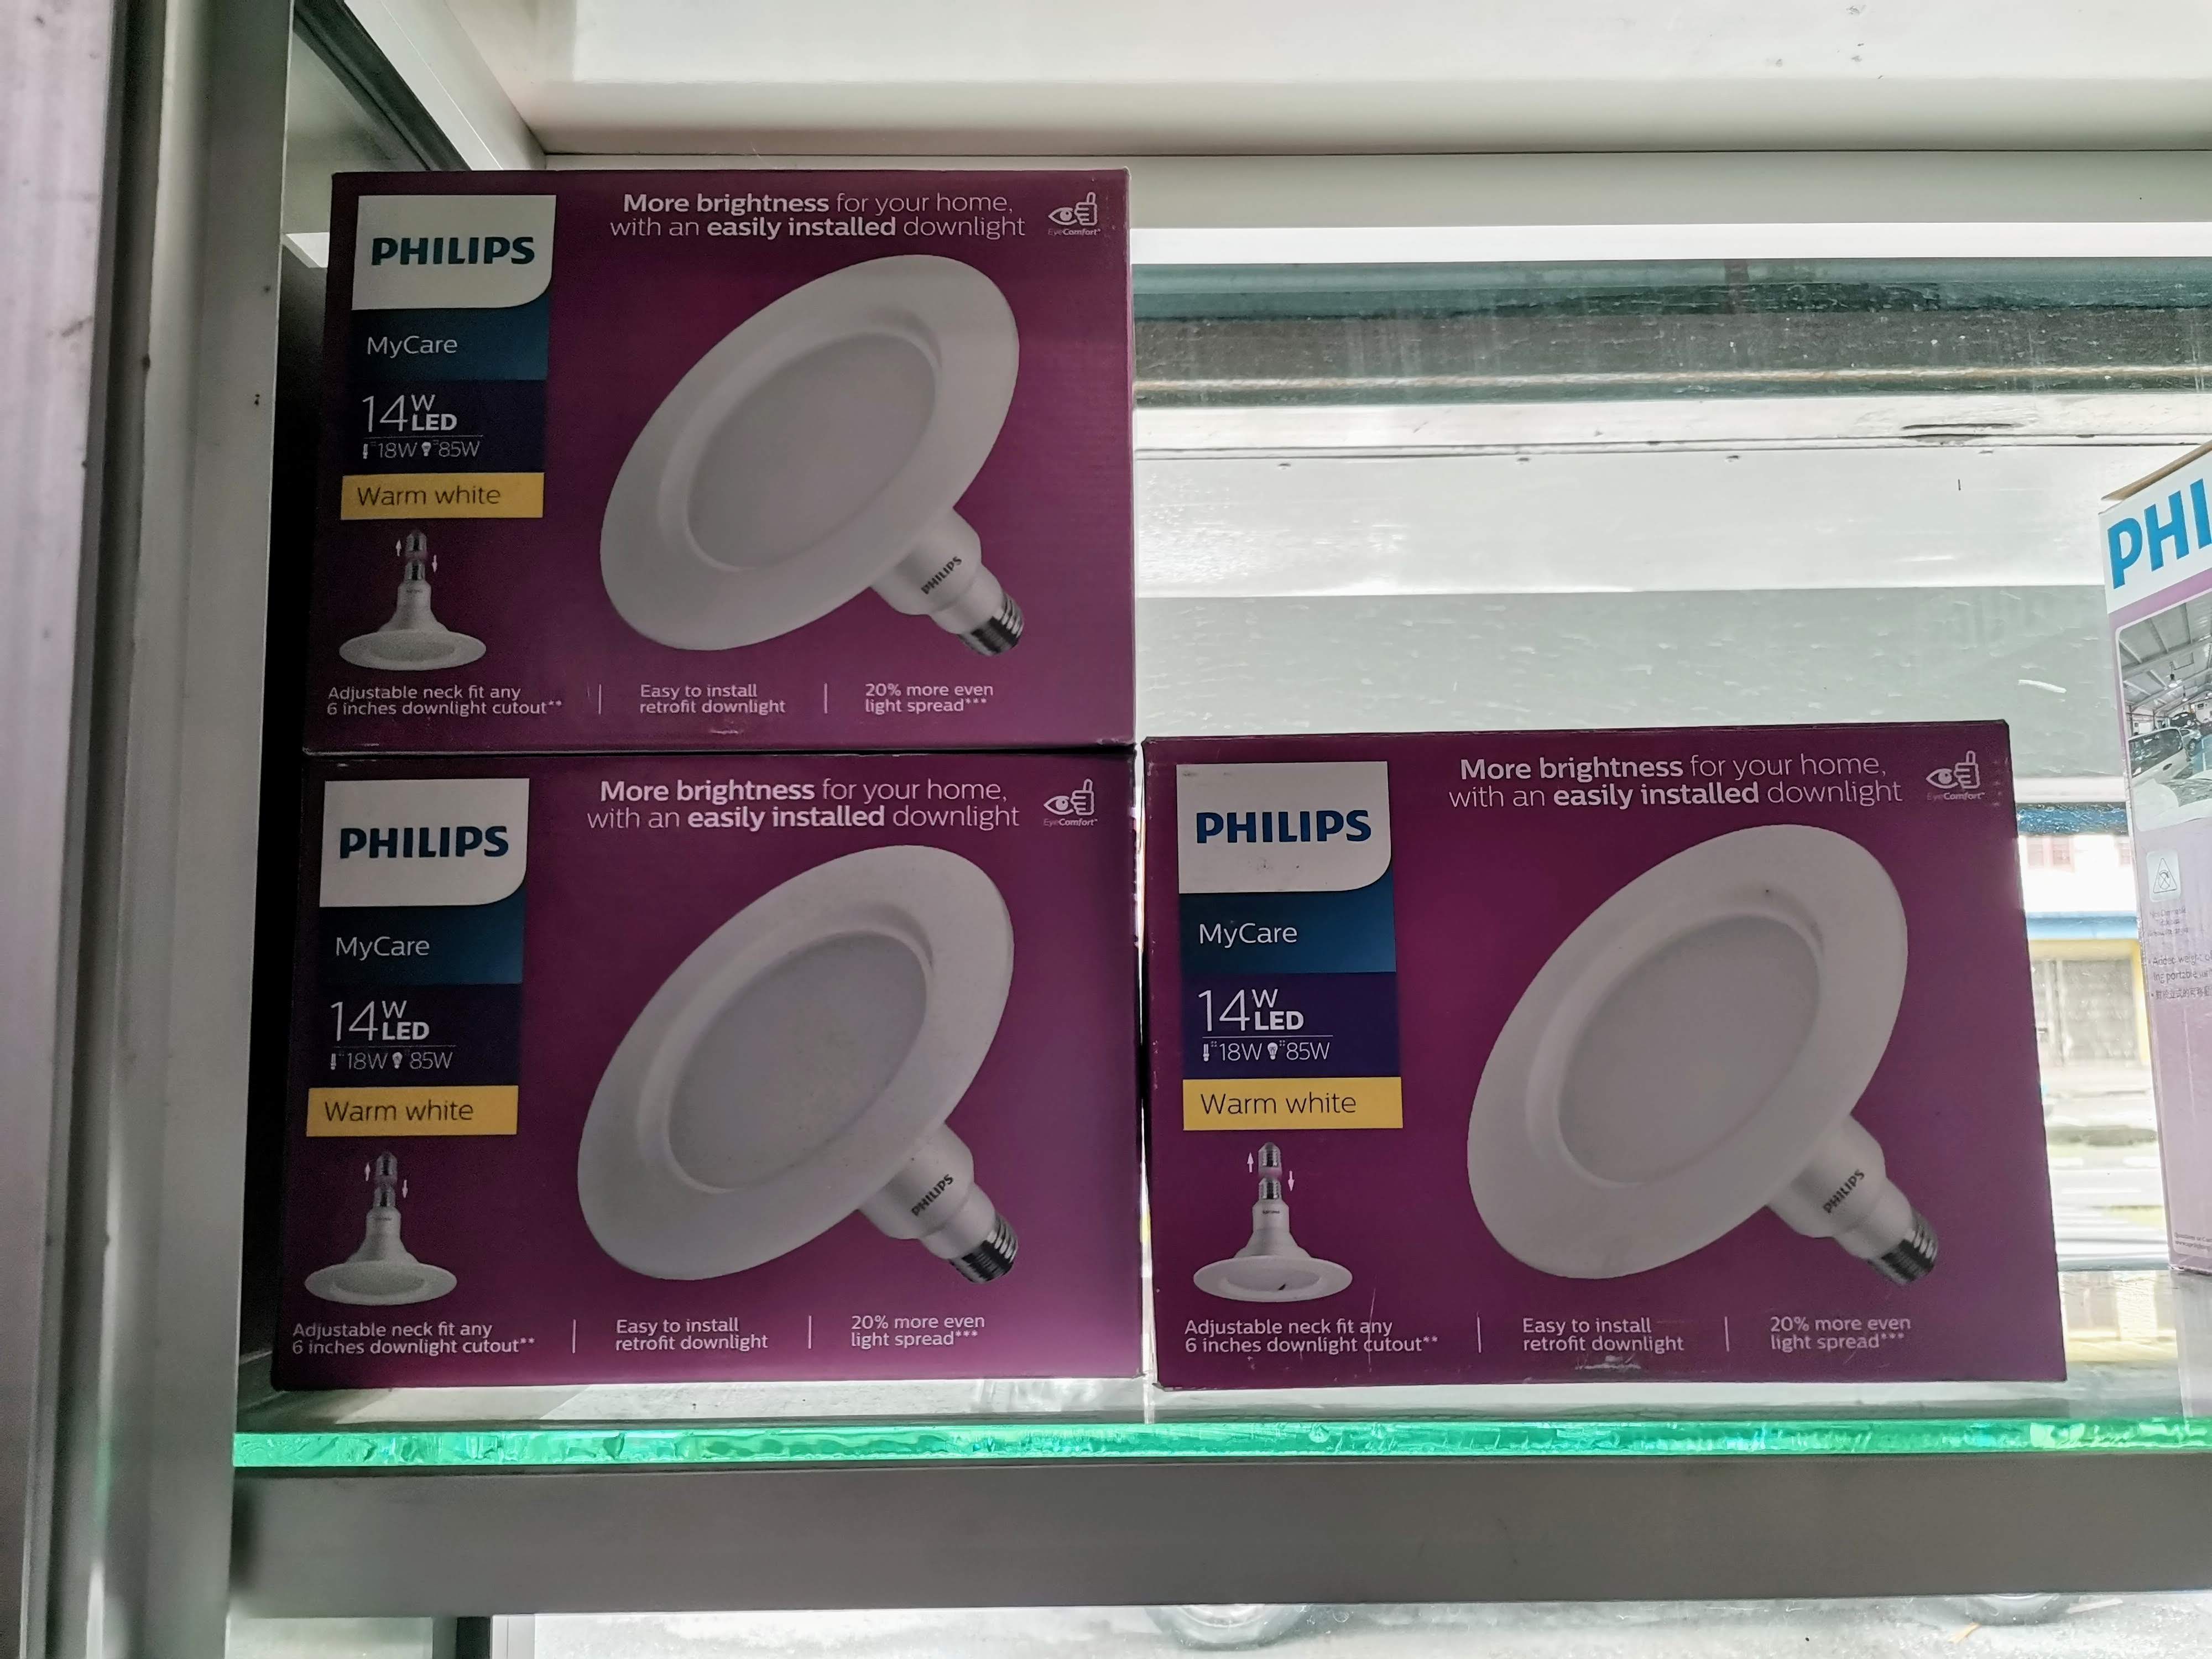 More brightness for your home,
with an easily installed downlight
EyeComfort
PHILIPS
MyCare
14W
LED
18W 85W
Warm white
PHILIPS
Adjustable neck fit any
6 inches downlight cutout**
Easy to install
retrofit downlight
20% more even
light spread***
More brightness for your home,
with an easily installed downlight
EyeComfort
PHILIPS
MyCare
14W
LED
18W 85W
Warm white
PHILIPS
Adjustable neck fit any
6 inches downlight cutout**
Easy to install
retrofit downlight
20% more even
light spread***
More brightness for your home,
with an easily installed downlight
EyeComfort
PHILIPS
MyCare
14W
LED
18W 85W
Warm white
PHILIPS
Adjustable neck fit any
6 inches downlight cutout**
Easy to install
retrofit downlight
20% more even
light spread***
PHI